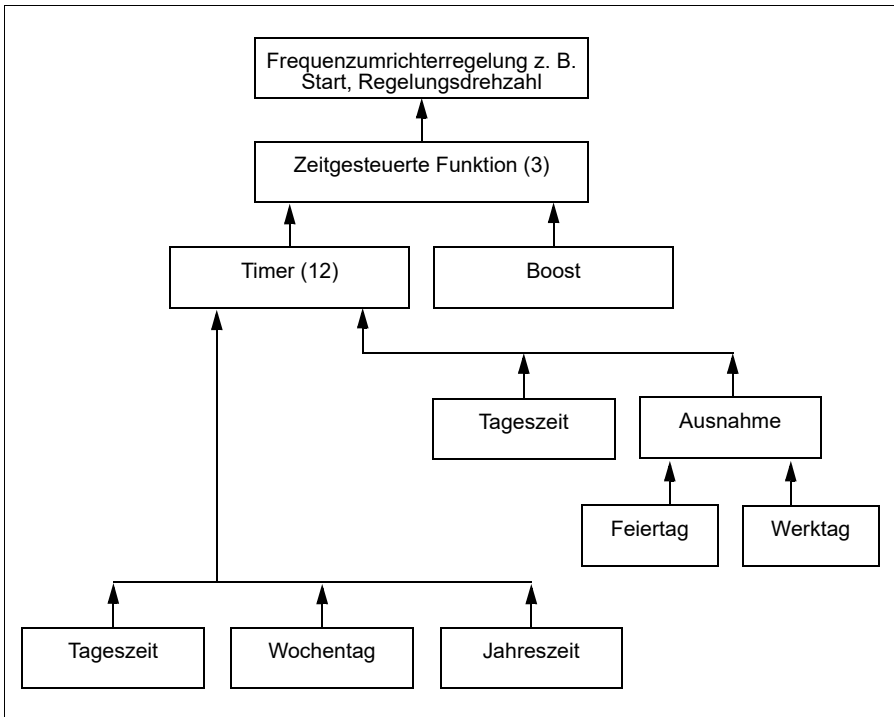 Frequenzumrichterregelung z. B.
Start, Regelungsdrehzahl
Zeitgesteuerte Funktion (3)
Timer (12)
Boost
Tageszeit
Ausnahme
Feiertag
Werktag
Tageszeit
Wochentag
Jahreszeit